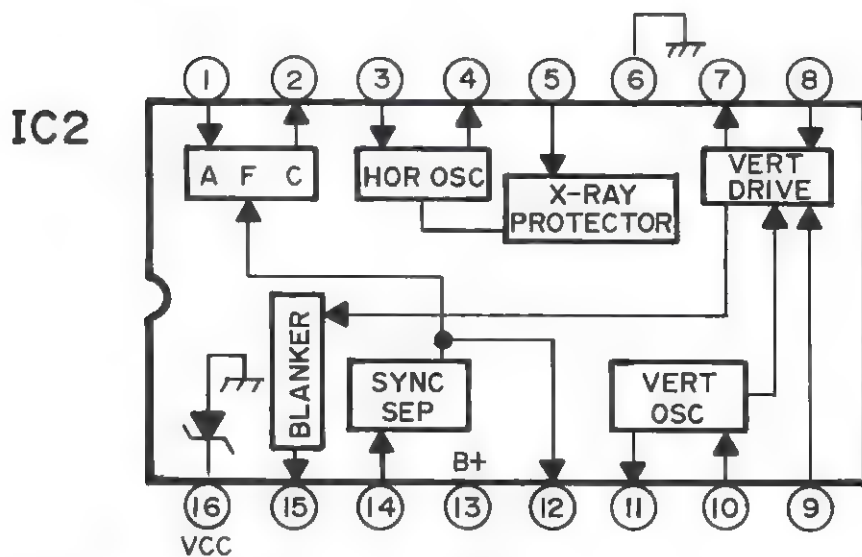 1 2 3 4 5 6 7 8
IC2
A F C
HOR OSC
X-RAY
PROTECTOR
VERT
DRIVE
BLANKER
SYNC
SEP
VERT
OSC
B+
16 15 14 13 12 11 10 9
VCC